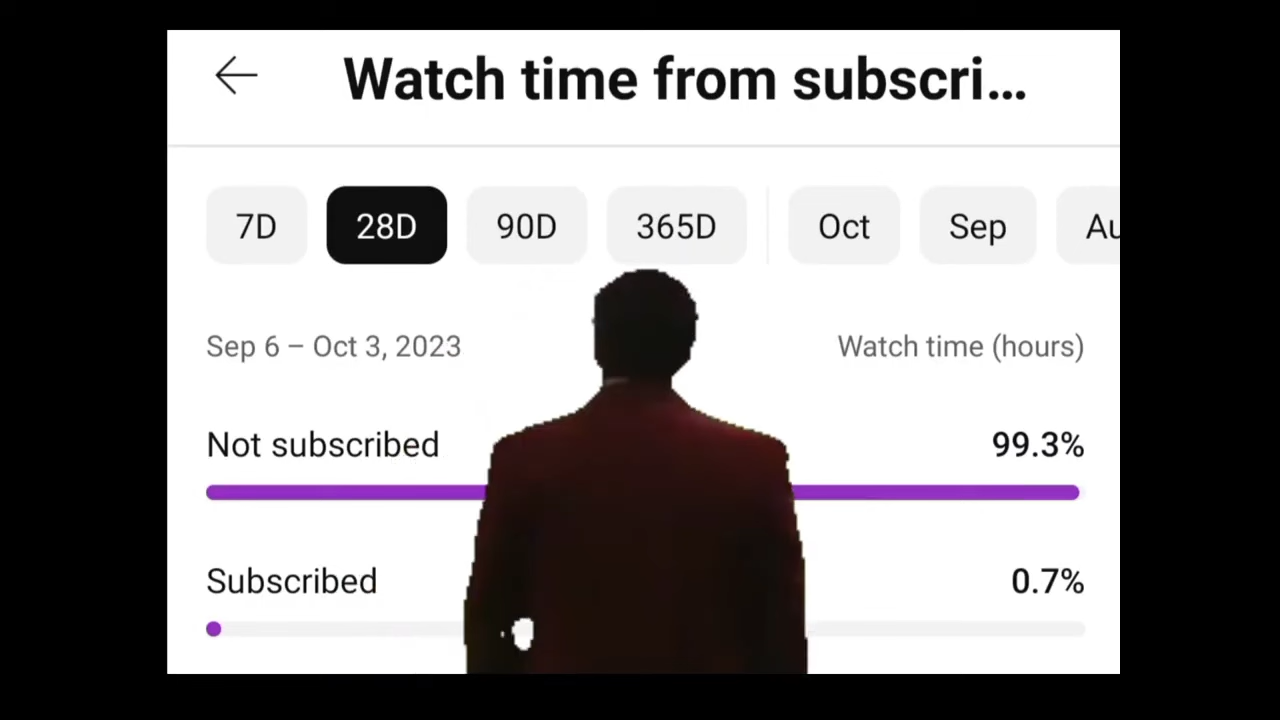 Watch time from subscri...
7D 28D 90D 365D Oct Sep Au
Sep 6 – Oct 3, 2023 Watch time (hours)
Not subscribed 99.3%
Subscribed 0.7%